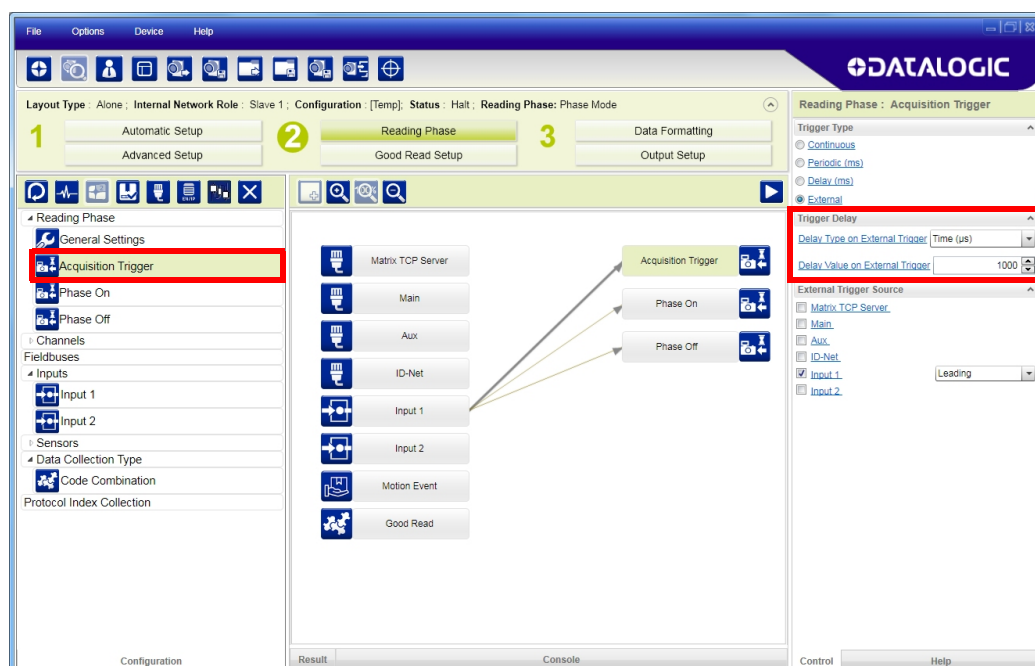 File Options Device Help
DATALOGIC
Layout Type : Alone ; Internal Network Role : Slave 1 ; Configuration : [Temp]; Status : Halt ; Reading Phase: Phase Mode
1
Automatic Setup
Advanced Setup
2
Reading Phase
Good Read Setup
3
Data Formatting
Output Setup
Reading Phase
General Settings
Acquisition Trigger
Phase On
Phase Off
Channels
Fieldbuses
Inputs
Input 1
Input 2
Sensors
Data Collection Type
Code Combination
Protocol Index Collection
Configuration
Matrix TCP Server
Main
Aux
ID-Net
Input 1
Input 2
Motion Event
Good Read
Acquisition Trigger
Phase On
Phase Off
Result
Console
Reading Phase : Acquisition Trigger
Trigger Type
Continuous
Periodic (ms)
Delay (ms)
External
Trigger Delay
Delay Type on External Trigger Time (µs)
Delay Value on External Trigger 1000
External Trigger Source
Matrix TCP Server
Main
Aux
ID-Net
Input 1 Leading
Input 2
Control Help